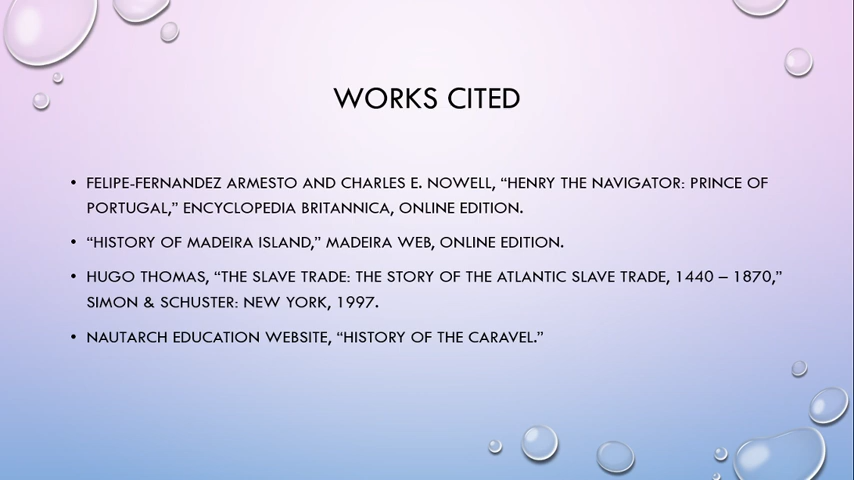 WORKS CITED
• FELIPE-FERNANDEZ ARMESTO AND CHARLES E. NOWELL, “HENRY THE NAVIGATOR: PRINCE OF
PORTUGAL,” ENCYCLOPEDIA BRITANNICA, ONLINE EDITION.
• “HISTORY OF MADEIRA ISLAND,” MADEIRA WEB, ONLINE EDITION.
• HUGO THOMAS, “THE SLAVE TRADE: THE STORY OF THE ATLANTIC SLAVE TRADE, 1440 – 1870,”
SIMON & SCHUSTER: NEW YORK, 1997.
• NAUTARCH EDUCATION WEBSITE, “HISTORY OF THE CARAVEL.”